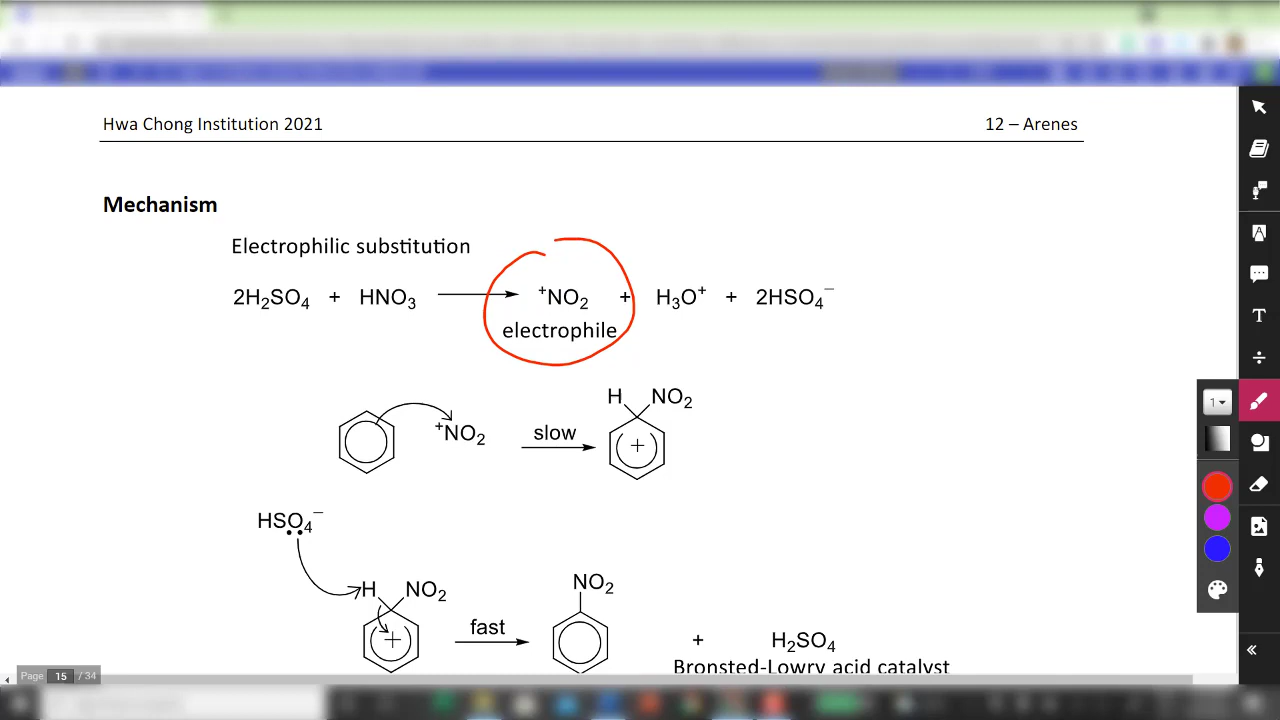 Hwa Chong Institution 2021 12 – Arenes
Mechanism
Electrophilic substitution
2H₂SO₄ + HNO₃ ⁺NO₂ + H₃O⁺ + 2HSO₄⁻
electrophile
H NO₂
⁺NO₂ slow
+
HSO₄⁻
NO₂
H NO₂
+ fast + H₂SO₄
Bronsted-Lowry acid catalyst
Page 15 / 34
1
T